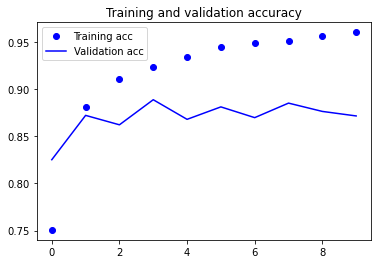 Training and validation accuracy
Training acc
Validation acc
0.95
0.90
0.85
0.80
0.75
0 2 4 6 8